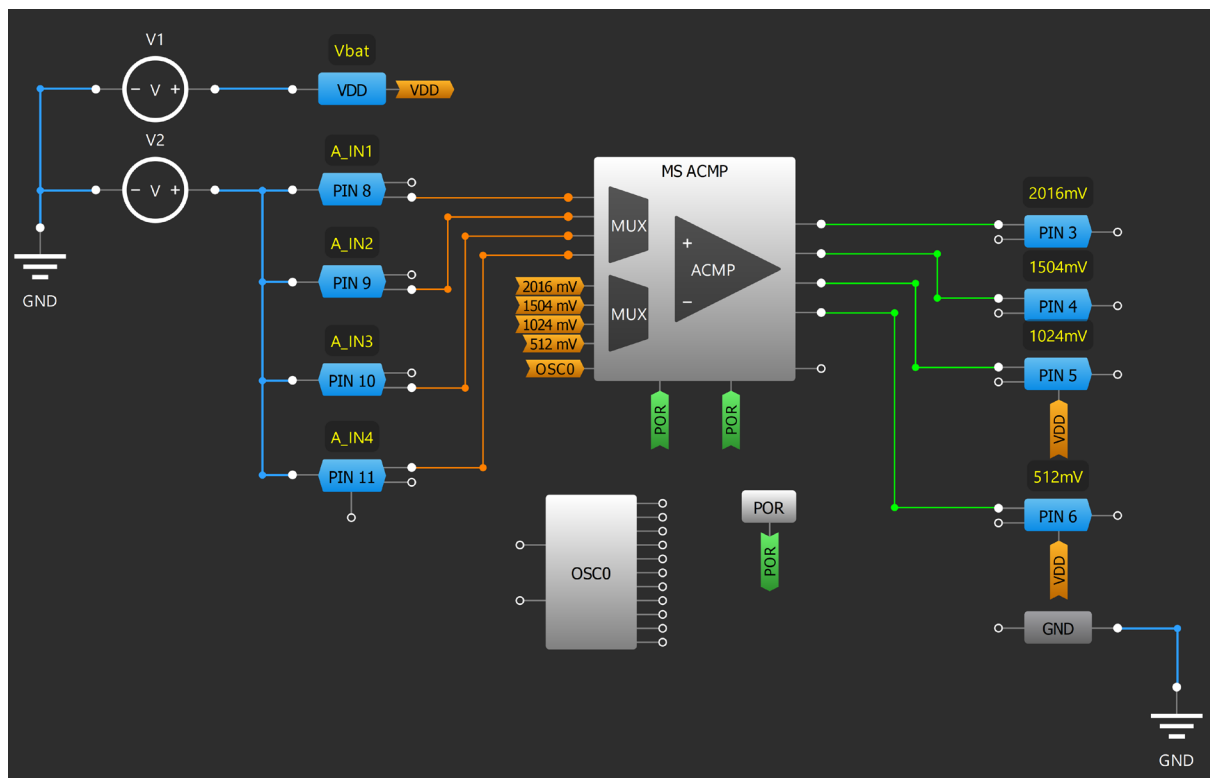 V1
− V +
Vbat
VDD
VDD
V2
− V +
A_IN1
PIN 8
A_IN2
PIN 9
A_IN3
PIN 10
A_IN4
PIN 11
GND
MS ACMP
MUX
MUX
+
ACMP
−
2016 mV
1504 mV
1024 mV
512 mV
OSC0
POR
POR
OSC0
POR
POR
2016mV
PIN 3
1504mV
PIN 4
1024mV
PIN 5
VDD
512mV
PIN 6
VDD
GND
GND